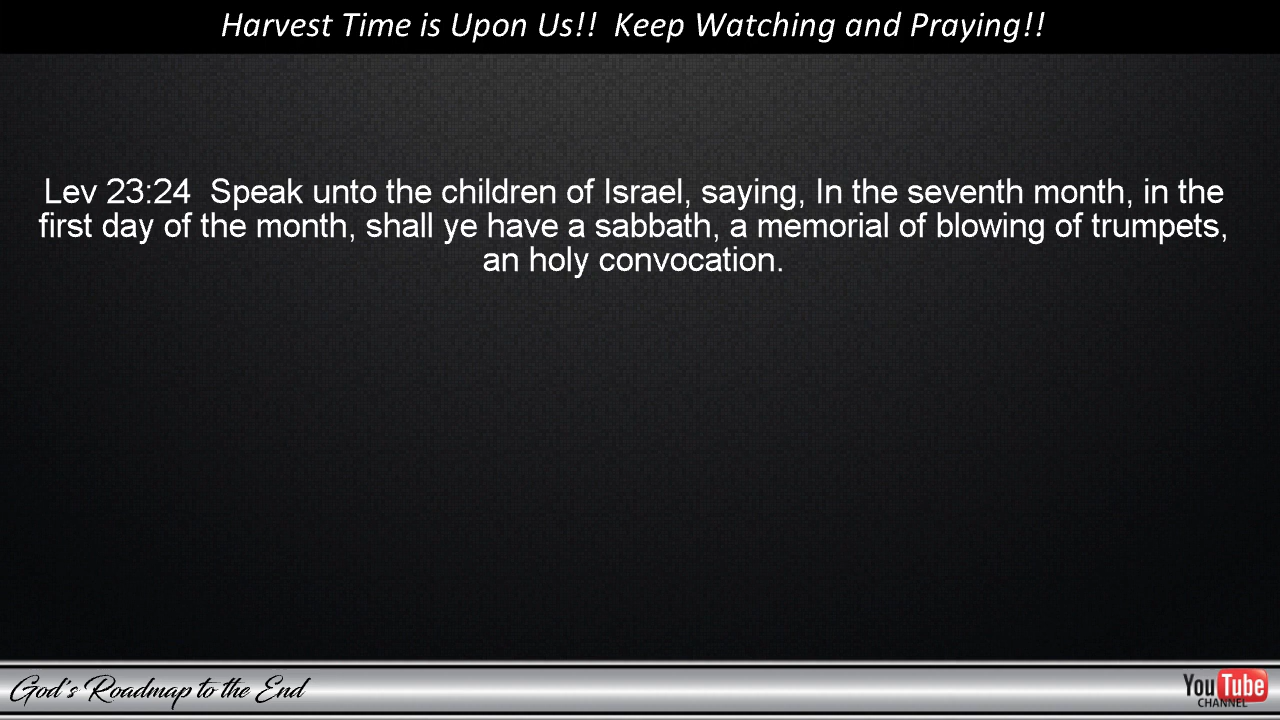 Harvest Time is Upon Us!!  Keep Watching and Praying!!
Lev 23:24  Speak unto the children of Israel, saying, In the seventh month, in the
first day of the month, shall ye have a sabbath, a memorial of blowing of trumpets,
an holy convocation.
God's Roadmap to the End
YouTube
CHANNEL